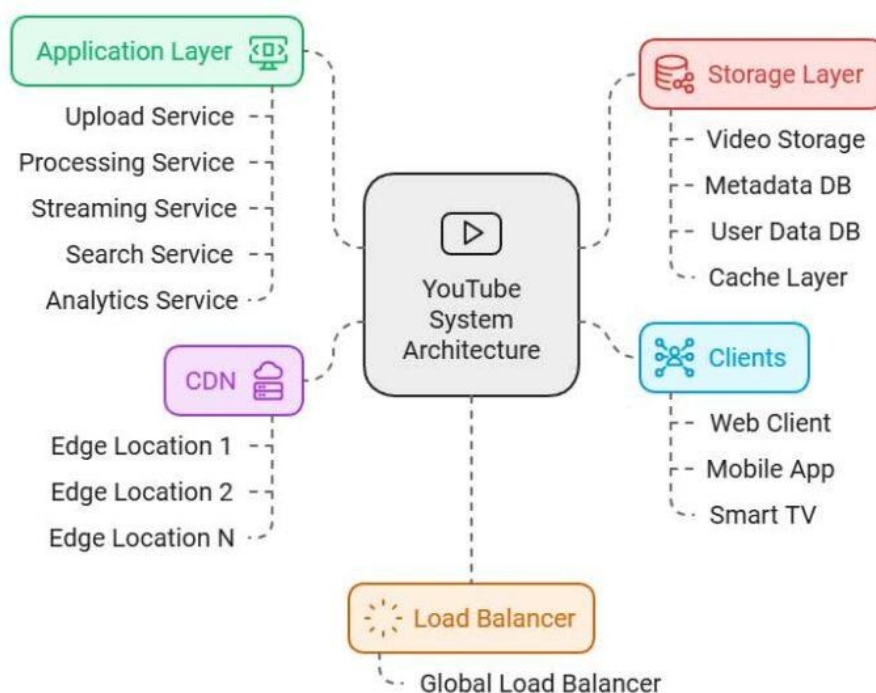 Application Layer
Upload Service
Processing Service
Streaming Service
Search Service
Analytics Service
CDN
Edge Location 1
Edge Location 2
Edge Location N
YouTube
System
Architecture
Storage Layer
Video Storage
Metadata DB
User Data DB
Cache Layer
Clients
Web Client
Mobile App
Smart TV
Load Balancer
Global Load Balancer